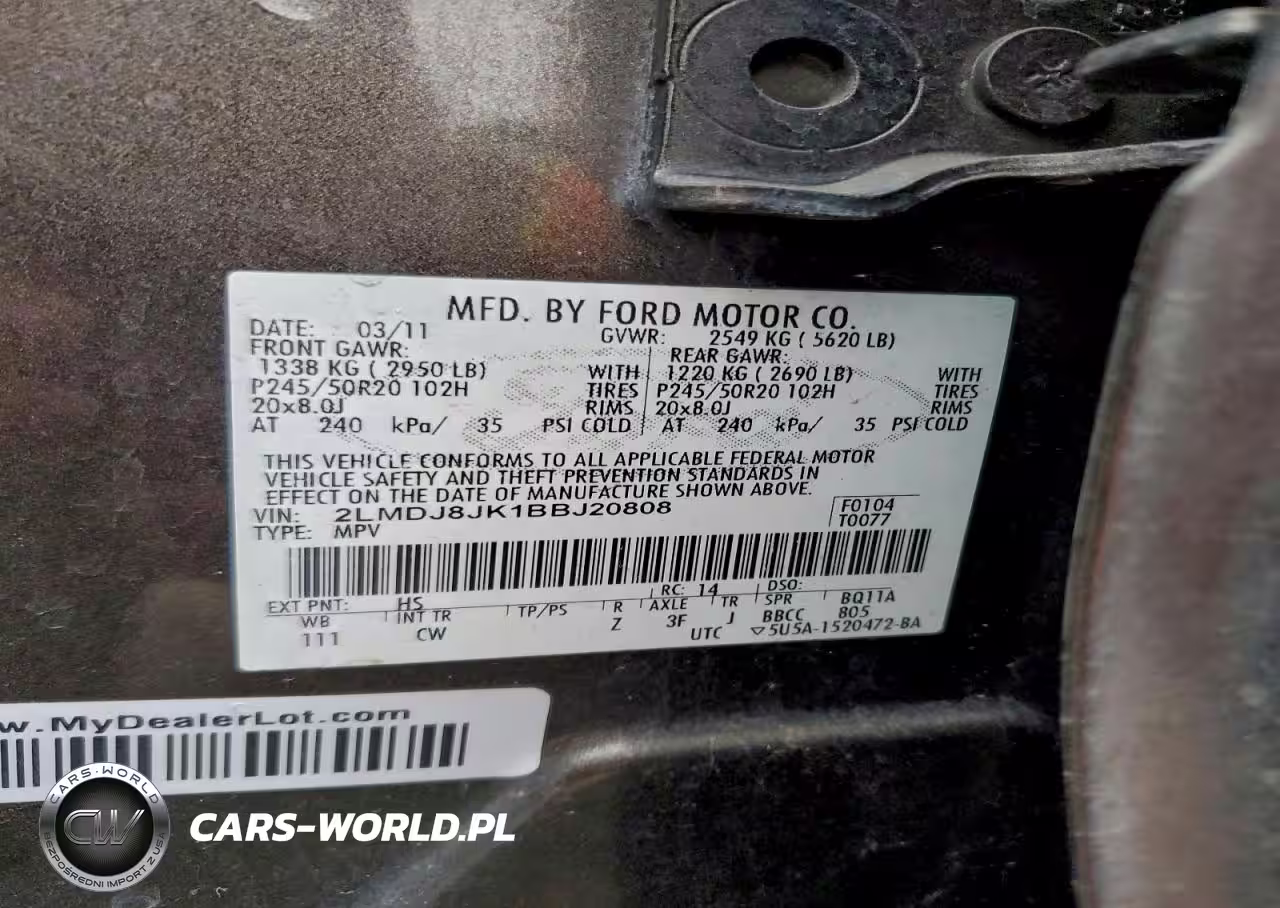 MFD. BY FORD MOTOR CO.
DATE: 03/11 GVWR: 2549 KG ( 5620 LB)
FRONT GAWR: REAR GAWR:
1338 KG ( 2950 LB) WITH 1220 KG ( 2690 LB) WITH
P245/50R20 102H TIRES P245/50R20 102H TIRES
20x8.0J RIMS 20x8.0J RIMS
AT 240 kPa/ 35 PSI COLD AT 240 kPa/ 35 PSI COLD
THIS VEHICLE CONFORMS TO ALL APPLICABLE FEDERAL MOTOR
VEHICLE SAFETY AND THEFT PREVENTION STANDARDS IN
EFFECT ON THE DATE OF MANUFACTURE SHOWN ABOVE.
VIN: 2LMDJ8JK1BBJ20808 F0104
TYPE: MPV T0077
EXT PNT: HS RC: 14 DSO:
WB INT TR TP/PS R AXLE TR SPR BQ11A
111 CW Z 3F J BBCC 805
UTC ▽5U5A-1520472-BA
w.MyDealerLot.com
CARS-WORLD
CW
BEZPOŚREDNI IMPORT Z USA
CARS-WORLD.PL